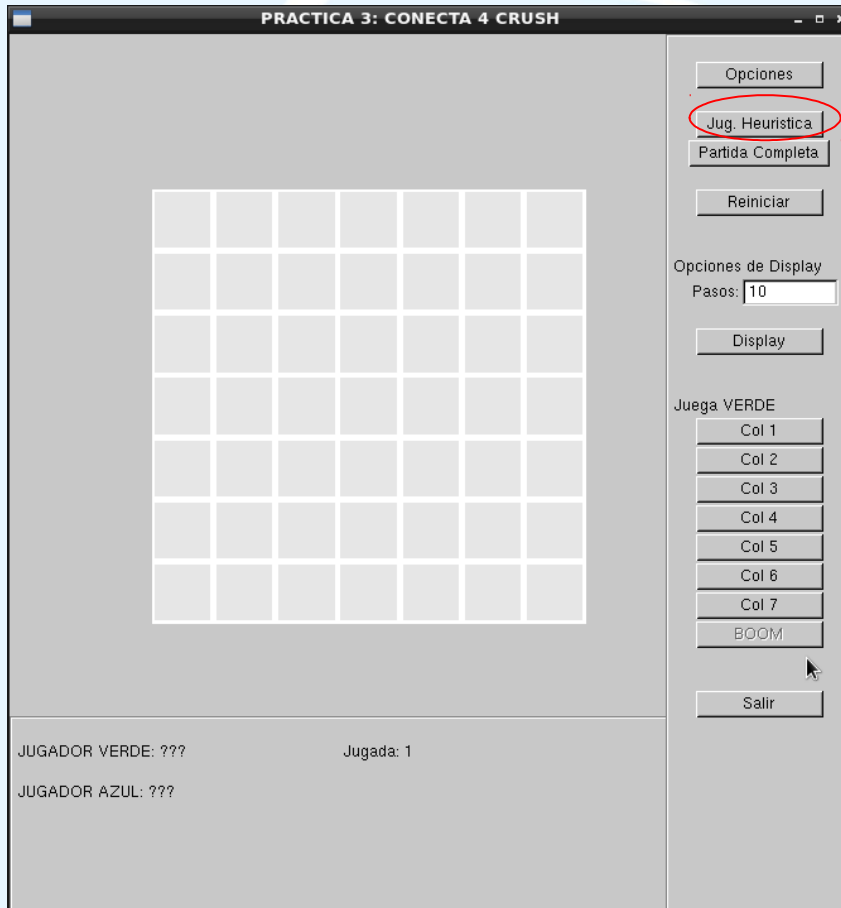 PRACTICA 3: CONECTA 4 CRUSH
Opciones
Jug. Heuristica
Partida Completa
Reiniciar
Opciones de Display
Pasos: 10
Display
Juega VERDE
Col 1
Col 2
Col 3
Col 4
Col 5
Col 6
Col 7
BOOM
Salir
JUGADOR VERDE: ??? Jugada: 1
JUGADOR AZUL: ???